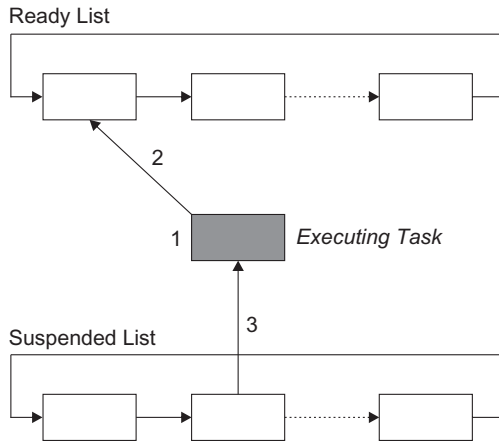 Ready List
2
1
Executing Task
3
Suspended List